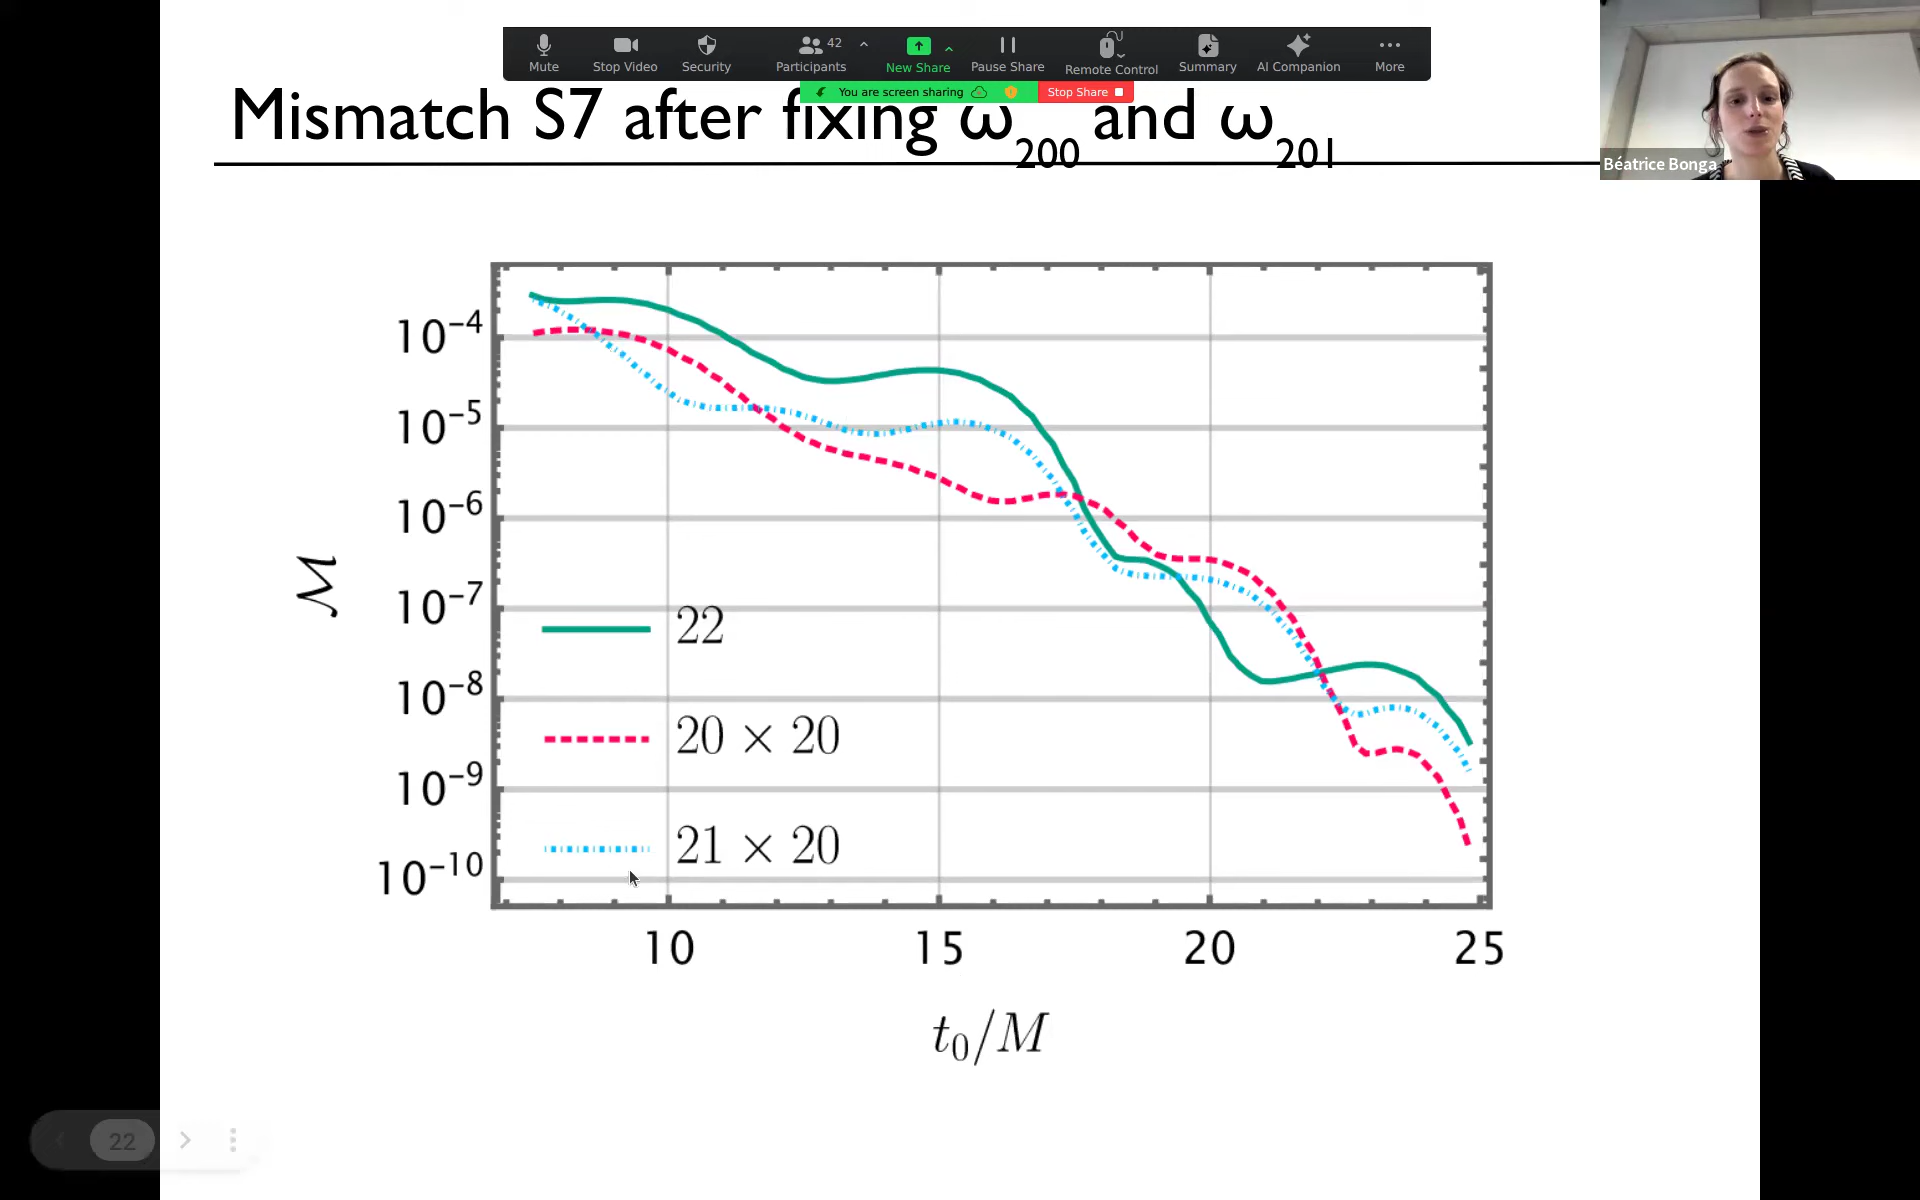 Mute
Stop Video
Security
Participants
42
New Share
Pause Share
Remote Control
Summary
AI Companion
More
You are screen sharing
Stop Share
Mismatch S7 after fixing ω₂₀₀ and ω₂₀₁
Béatrice Bonga
10⁻⁴
10⁻⁵
10⁻⁶
10⁻⁷
10⁻⁸
10⁻⁹
10⁻¹⁰
ℳ
22
20 × 20
21 × 20
10 15 20 25
t₀/M
22